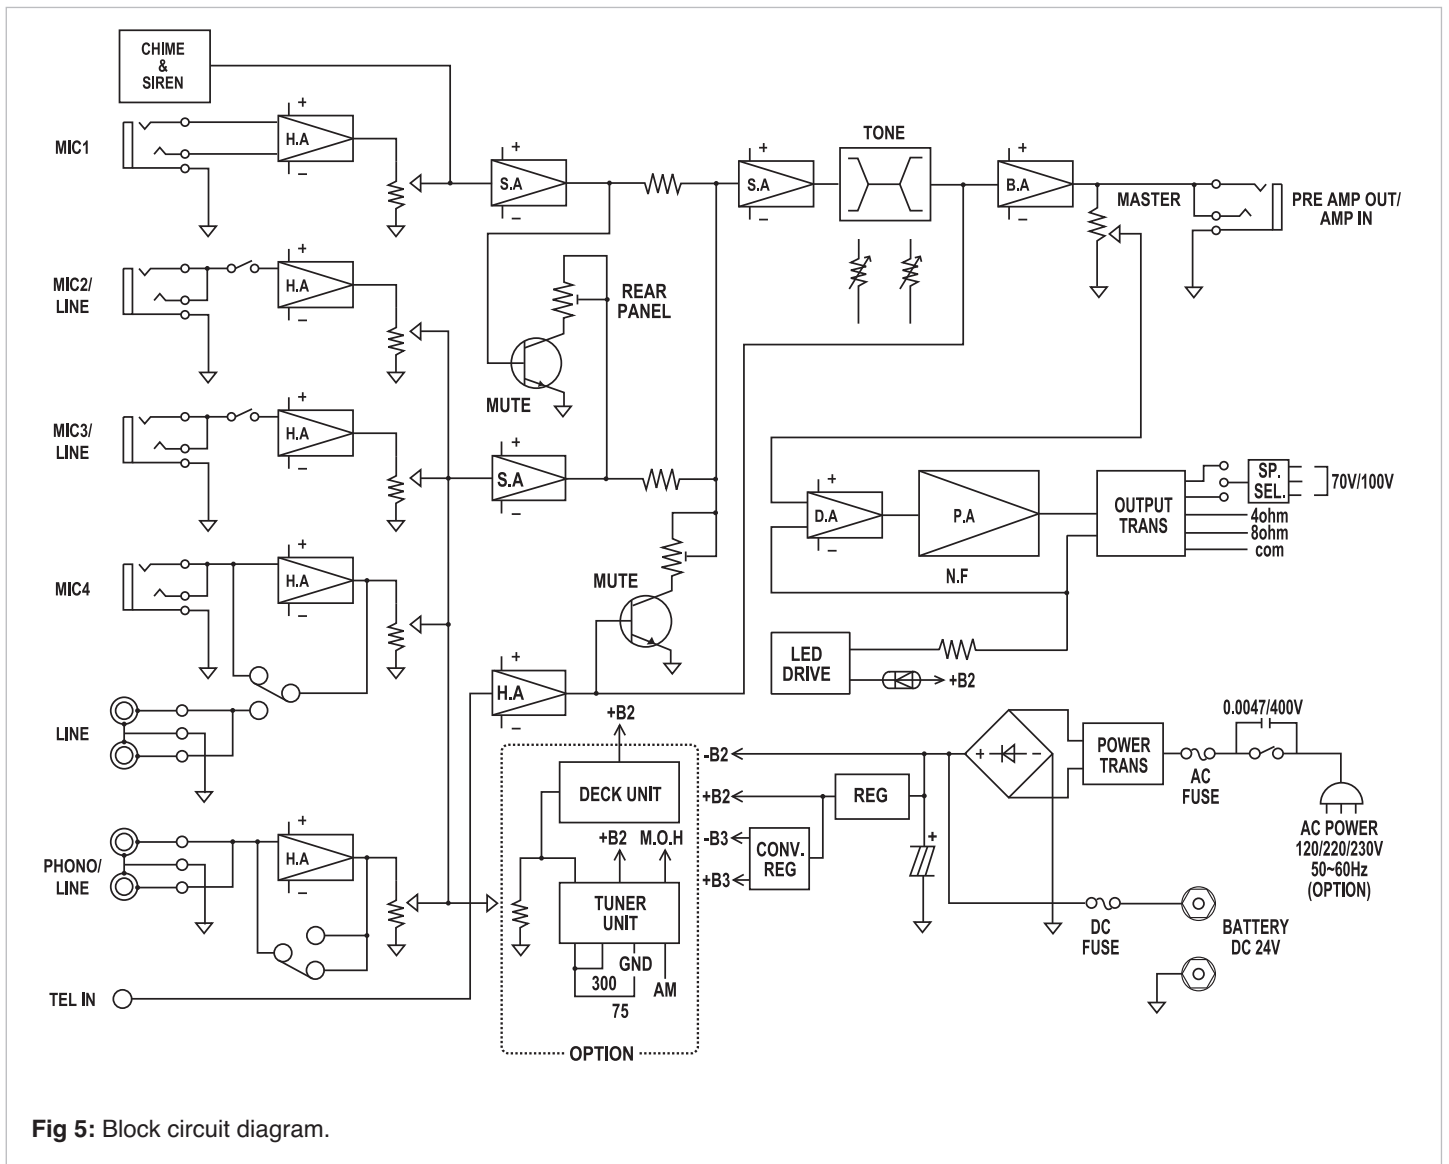 CHIME
&
SIREN
MIC1
+
H.A
−
+
S.A
−
+
S.A
−
TONE
+
B.A
−
MASTER
PRE AMP OUT/
AMP IN
MIC2/
LINE
+
H.A
−
REAR
PANEL
MUTE
MIC3/
LINE
+
H.A
−
+
S.A
−
+
D.A
−
P.A
N.F
OUTPUT
TRANS
SP.
SEL.
70V/100V
4ohm
8ohm
com
MIC4
+
H.A
−
MUTE
LED
DRIVE
+B2
LINE
+
H.A
−
+B2
DECK UNIT
+B2
M.O.H
TUNER
UNIT
GND
300
AM
75
OPTION
-B2
+B2
-B3
+B3
REG
CONV.
REG
+
+ −
POWER
TRANS
AC
FUSE
0.0047/400V
AC POWER
120/220/230V
50~60Hz
(OPTION)
DC
FUSE
BATTERY
DC 24V
PHONO/
LINE
+
H.A
−
TEL IN
Fig 5: Block circuit diagram.